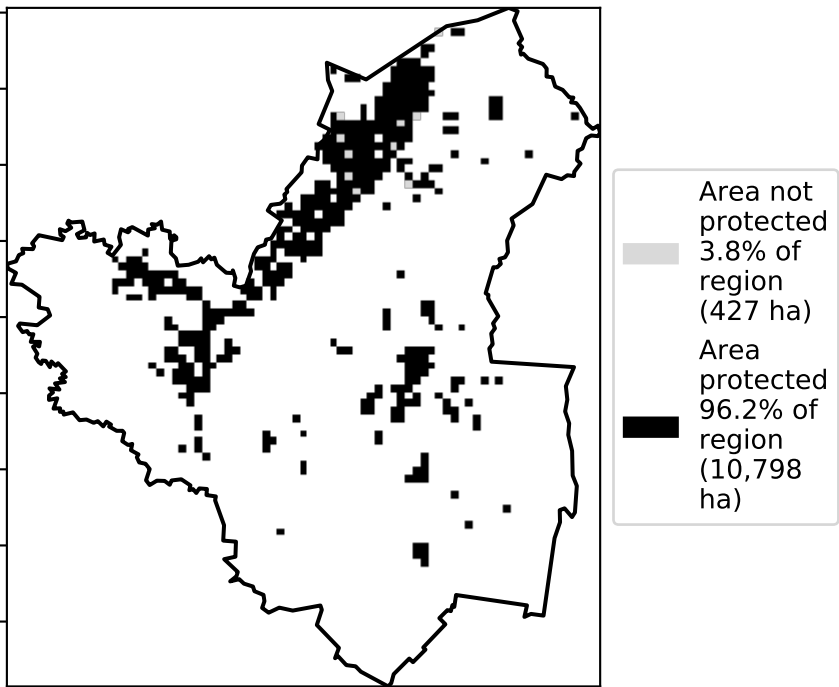 Area not
protected
3.8% of
region
(427 ha)
Area
protected
96.2% of
region
(10,798
ha)